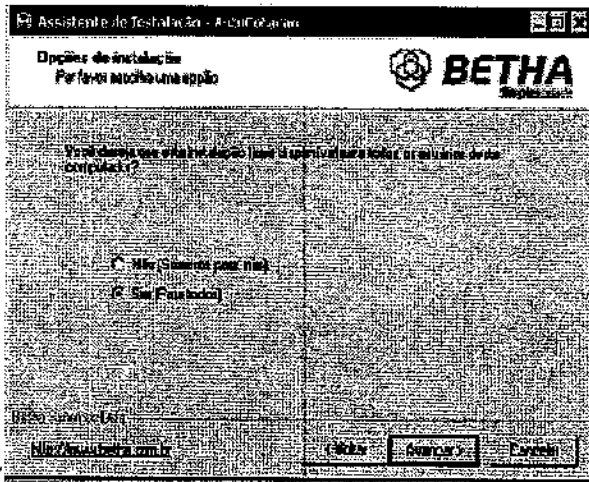 Assistente de Instalação - AutoCotacao
Opções de instalação
Por favor escolha uma opção
BETHA
Você deseja que esta instalação fique disponível para todos os usuários deste
computador?
Não (Somente para mim)
Sim (Para todos)
http://www.betha.com.br
< Voltar
Avançar >
Cancelar